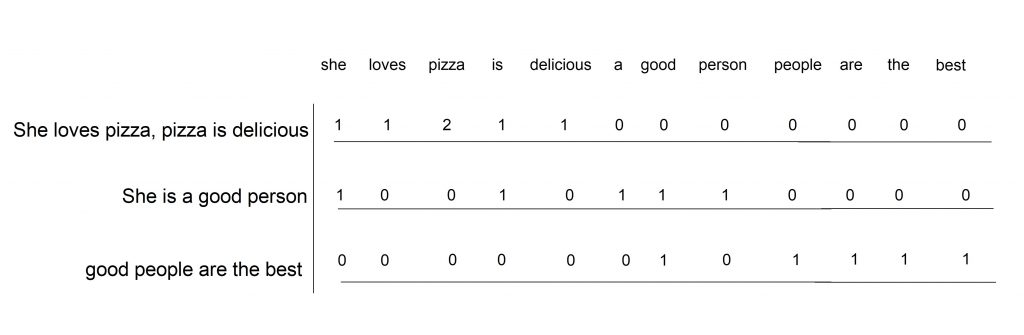 she loves pizza is delicious a good person people are the best
She loves pizza, pizza is delicious 1 1 2 1 1 0 0 0 0 0 0 0
She is a good person 1 0 0 1 0 1 1 1 0 0 0 0
good people are the best 0 0 0 0 0 0 1 0 1 1 1 1